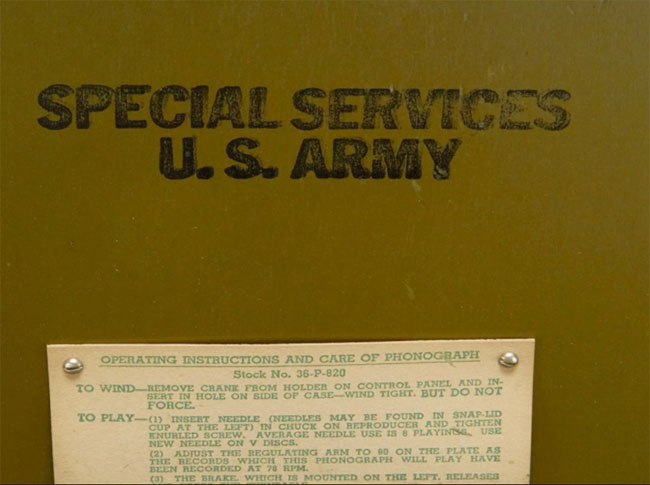 SPECIAL SERVICES
U.S. ARMY
OPERATING INSTRUCTIONS AND CARE OF PHONOGRAPH
Stock No. 36-P-820
TO WIND—REMOVE CRANK FROM HOLDER ON CONTROL PANEL AND IN-
SERT IN HOLE ON SIDE OF CASE—WIND TIGHT. BUT DO NOT
FORCE.
TO PLAY—(1) INSERT NEEDLE (NEEDLES MAY BE FOUND IN SNAP-LID
CUP AT THE LEFT) IN CHUCK ON REPRODUCER AND TIGHTEN
KNURLED SCREW. AVERAGE NEEDLE USE IS 8 PLAYINGS. USE
NEW NEEDLE ON V DISCS.
(2) ADJUST THE REGULATING ARM TO 80 ON THE PLATE AS
THE RECORDS WHICH THIS PHONOGRAPH WILL PLAY HAVE
BEEN RECORDED AT 78 RPM.
(3) THE BRAKE, WHICH IS MOUNTED ON THE LEFT, RELEASES